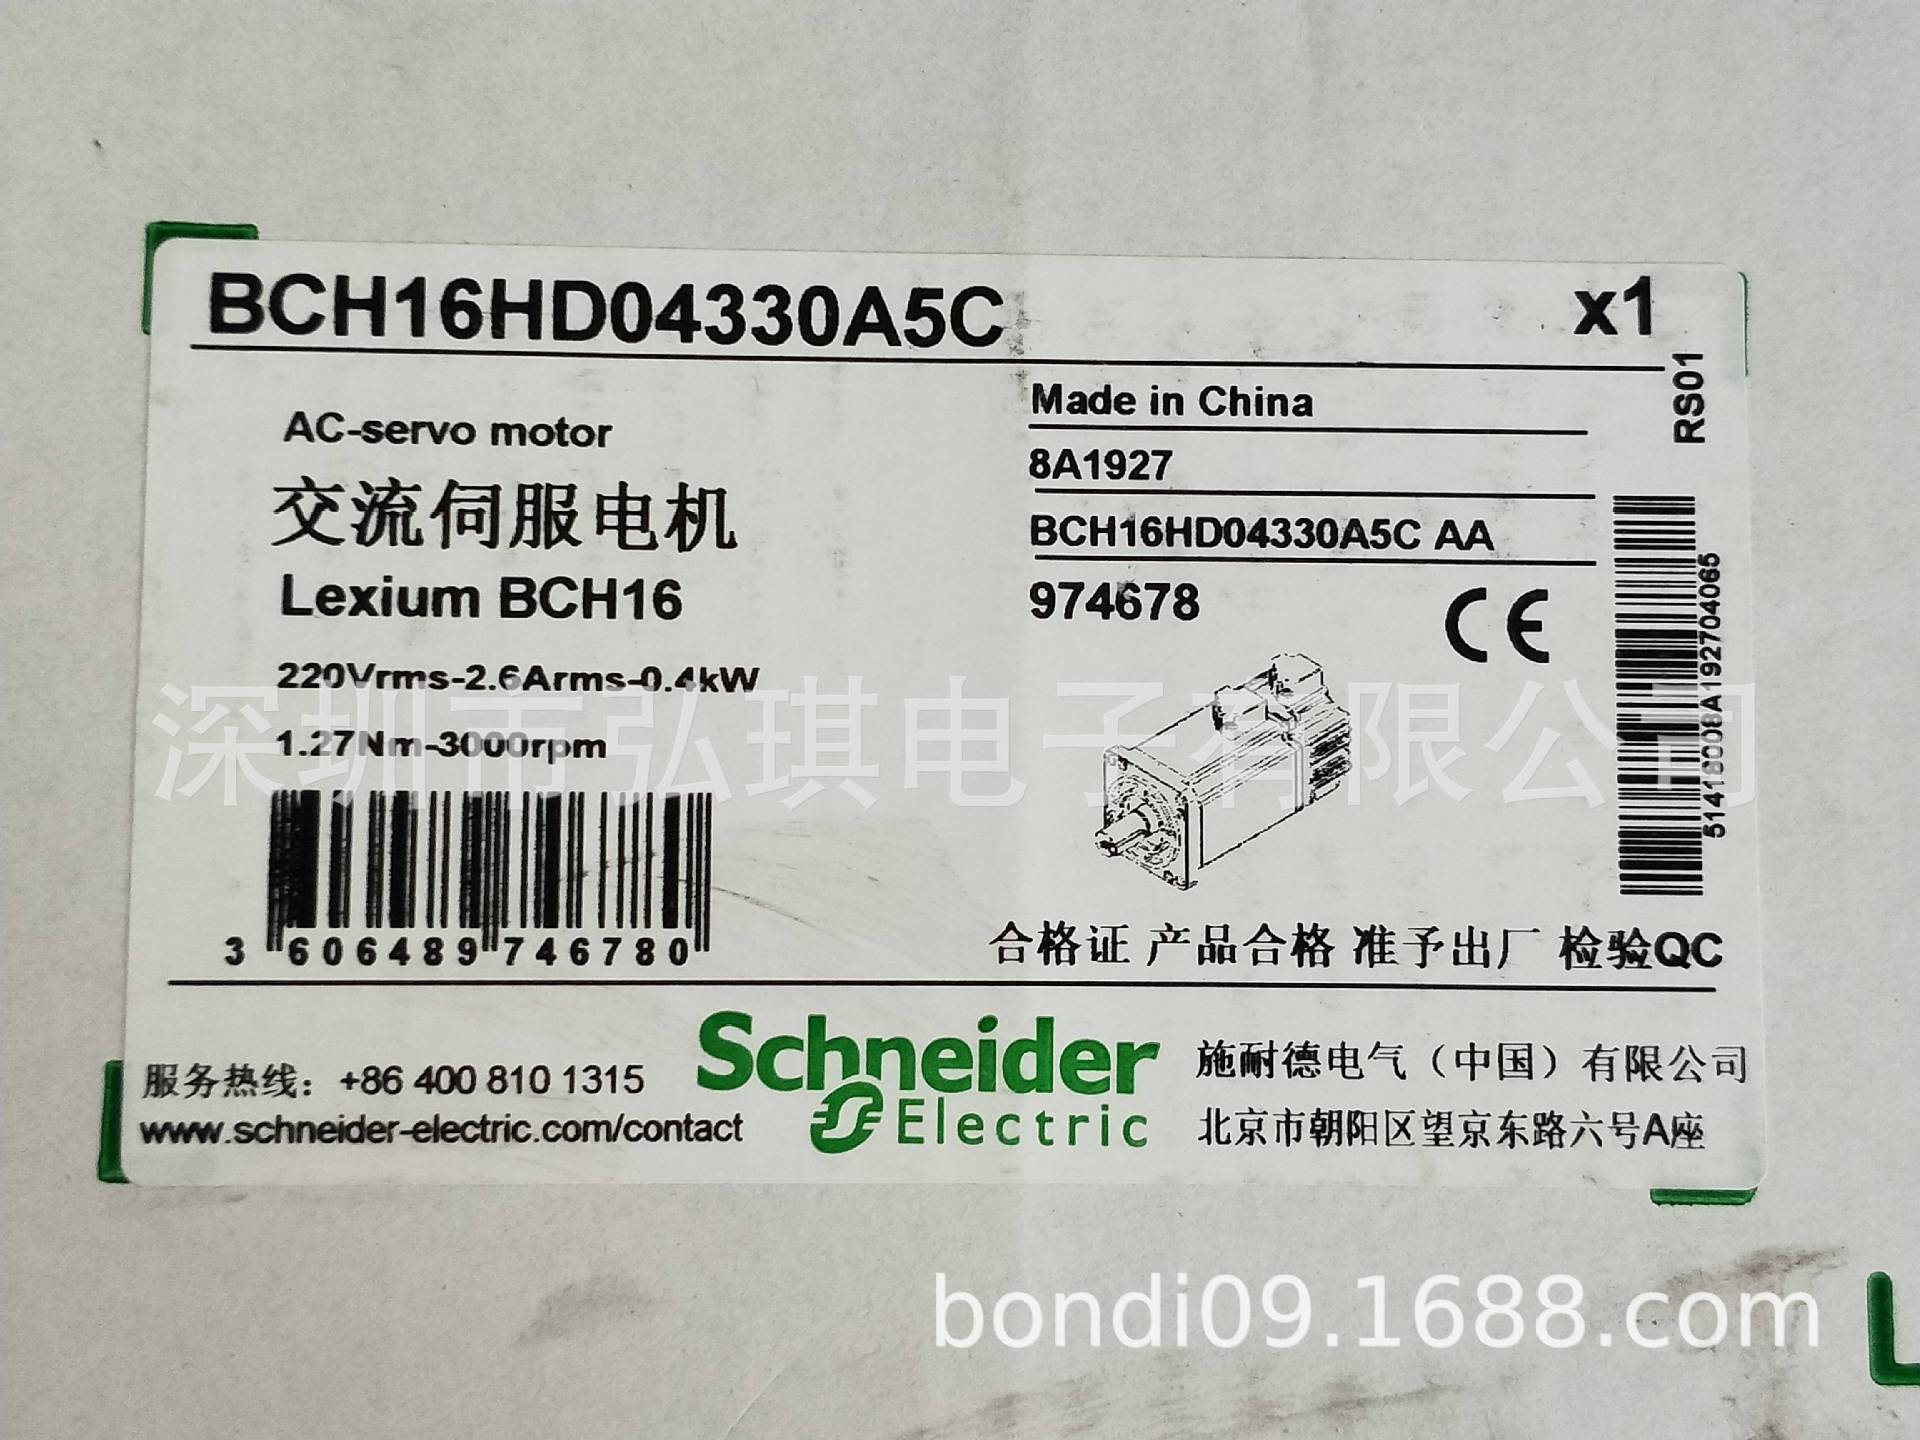 BCH16HD04330A5C x1
RS01
AC-servo motor
交流伺服电机
Lexium BCH16
220Vrms-2.6Arms-0.4kW
1.27Nm-3000rpm
3 606489 746780
Made in China
8A1927
BCH16HD04330A5C AA
974678
CE
51418008A192704065
合格证 产品合格 准予出厂 检验QC
服务热线：+86 400 810 1315
www.schneider-electric.com/contact
Schneider
Electric
施耐德电气（中国）有限公司
北京市朝阳区望京东路六号A座
深圳市弘琪电子有限公司
bondi09.1688.com